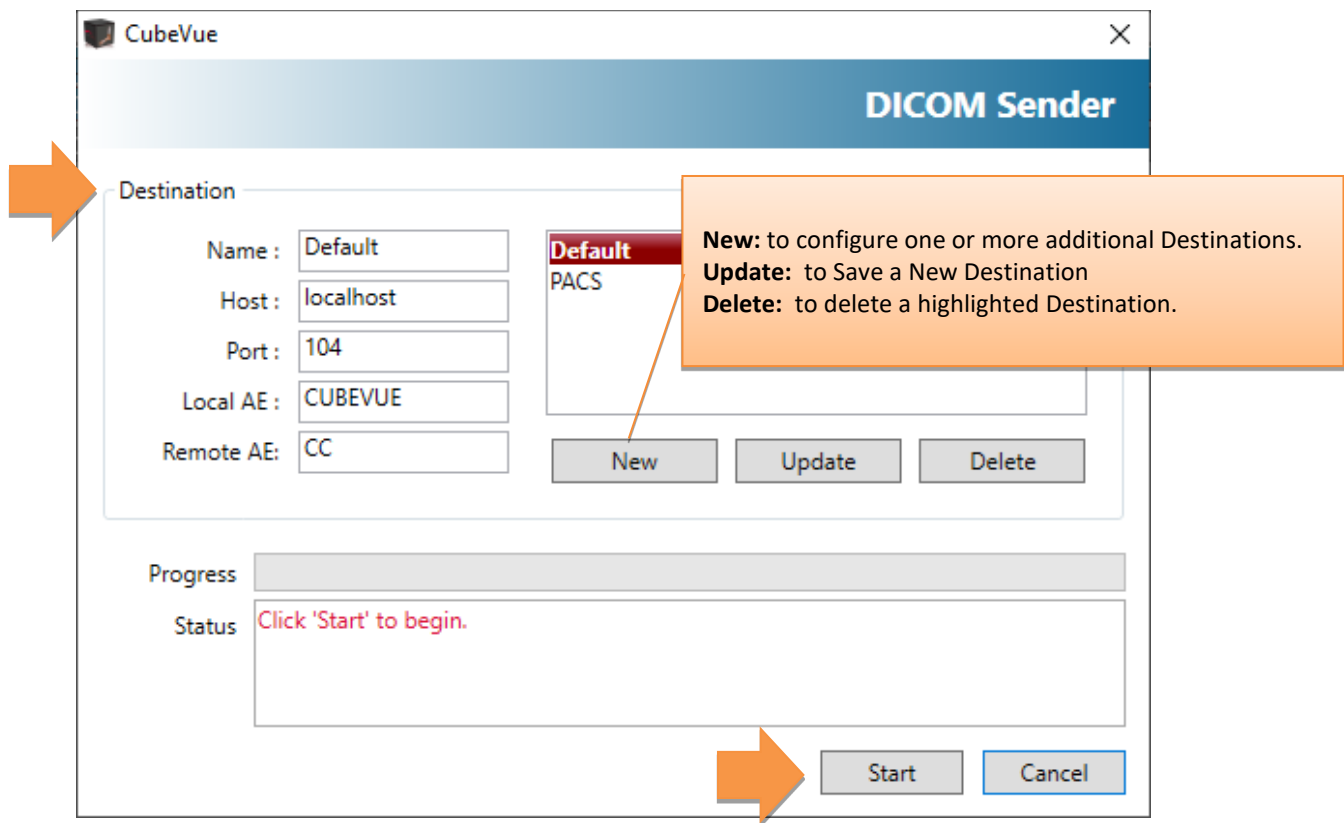 CubeVue
DICOM Sender
Destination
Name : Default
Host : localhost
Port : 104
Local AE : CUBEVUE
Remote AE: CC
Default
PACS
New: to configure one or more additional Destinations.
Update: to Save a New Destination
Delete: to delete a highlighted Destination.
New Update Delete
Progress
Status Click 'Start' to begin.
Start Cancel